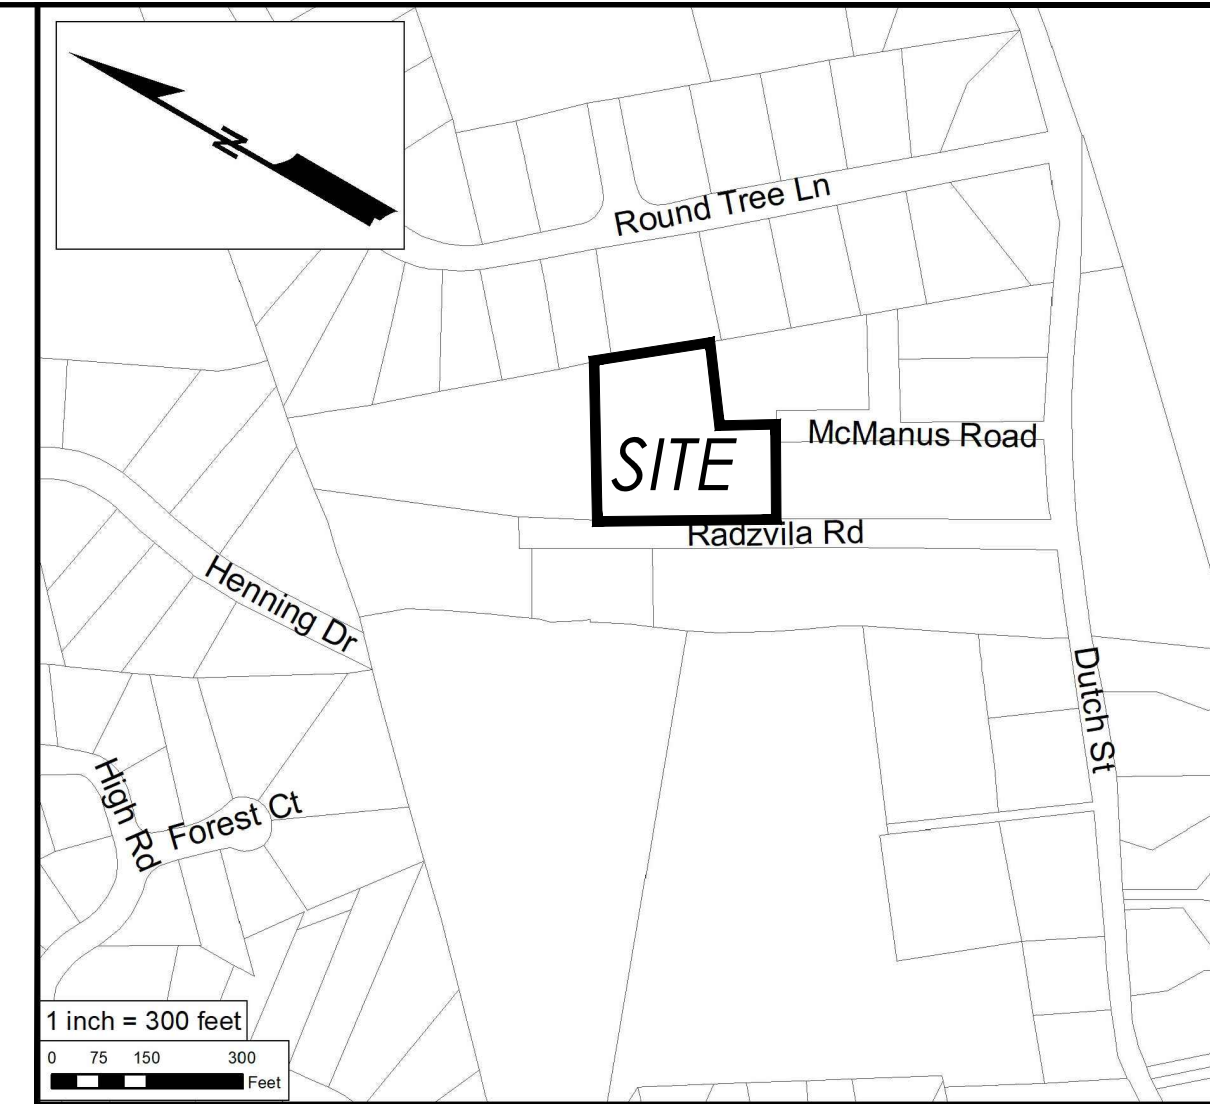 N
Round Tree Ln
McManus Road
SITE
Radzvila Rd
Henning Dr
Dutch St
High Rd
Forest Ct
1 inch = 300 feet
0 75 150 300
Feet